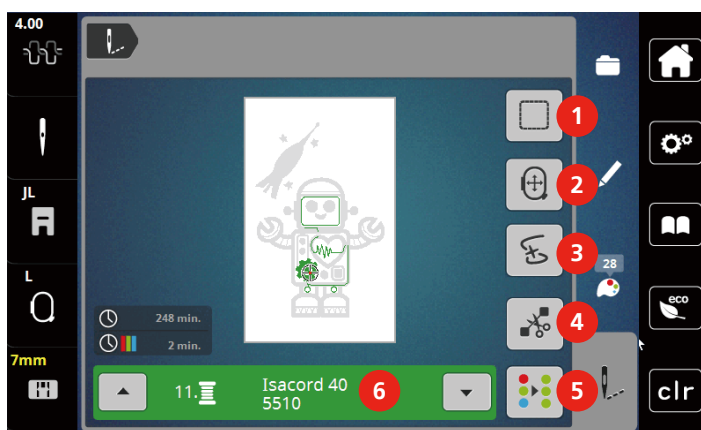 4.00
JL
L
7mm
248 min.
2 min.
11.
Isacord 40
5510
1
2
3
4
5
6
28
eco
clr